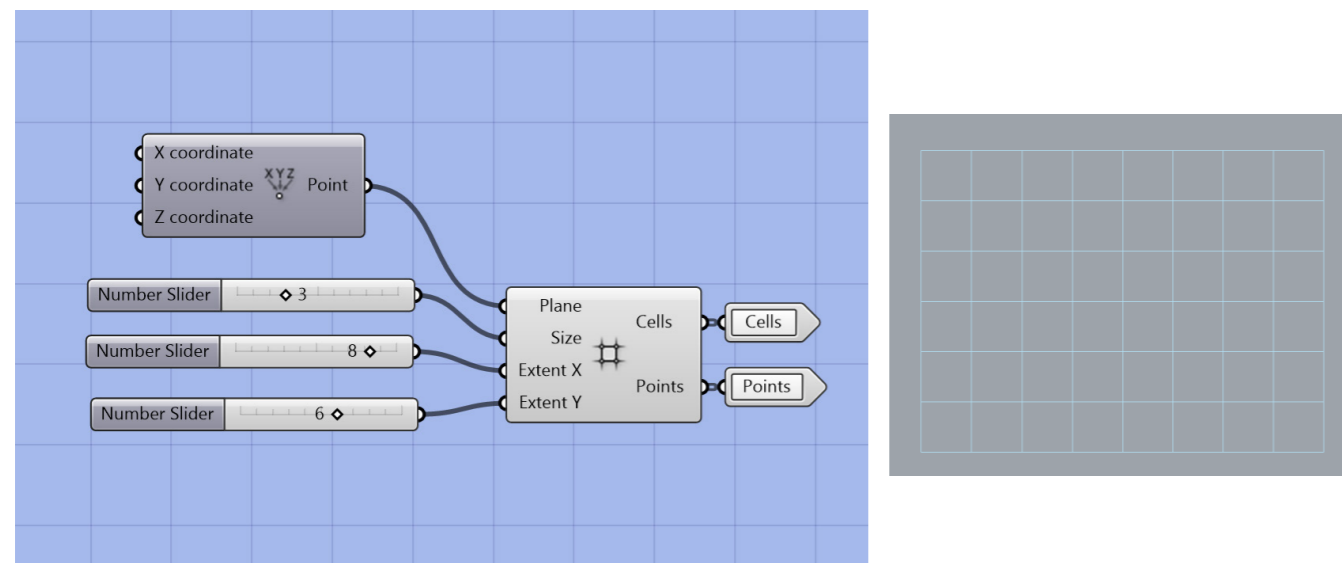 X coordinate
Y coordinate
Z coordinate
XYZ
Point
Number Slider 3
Number Slider 8
Number Slider 6
Plane
Size
Extent X
Extent Y
Cells
Points
Cells
Points